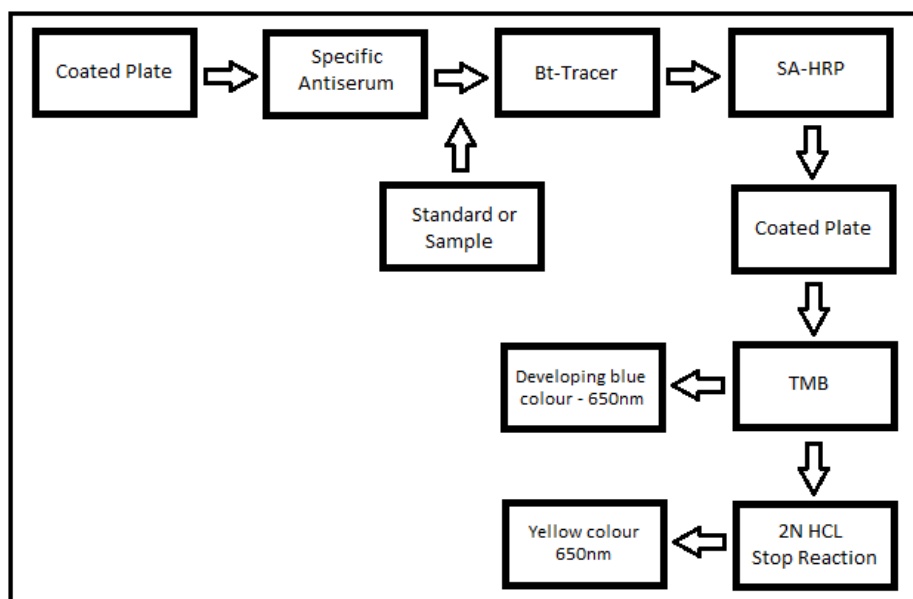 Coated Plate
Specific
Antiserum
Bt-Tracer
SA-HRP
Standard or
Sample
Coated Plate
Developing blue
colour - 650nm
TMB
Yellow colour
650nm
2N HCL
Stop Reaction